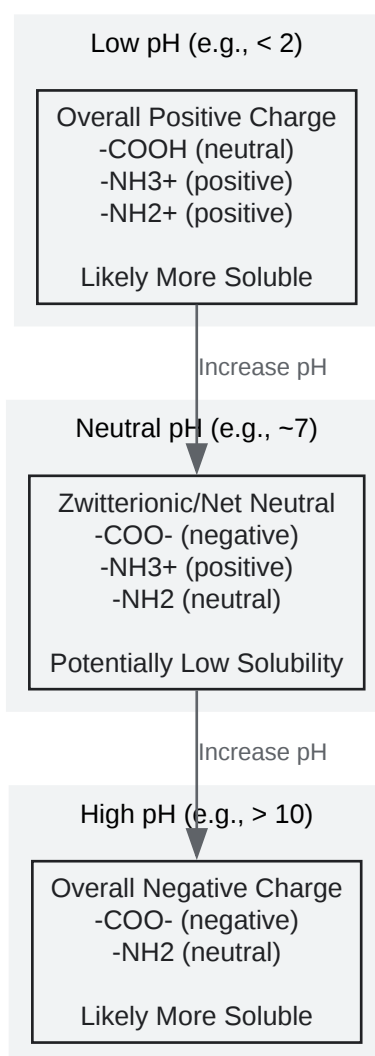 Low pH (e.g., < 2)
Overall Positive Charge
-COOH (neutral)
-NH3+ (positive)
-NH2+ (positive)
Likely More Soluble
Increase pH
Neutral pH (e.g., ~7)
Zwitterionic/Net Neutral
-COO- (negative)
-NH3+ (positive)
-NH2 (neutral)
Potentially Low Solubility
Increase pH
High pH (e.g., > 10)
Overall Negative Charge
-COO- (negative)
-NH2 (neutral)
Likely More Soluble